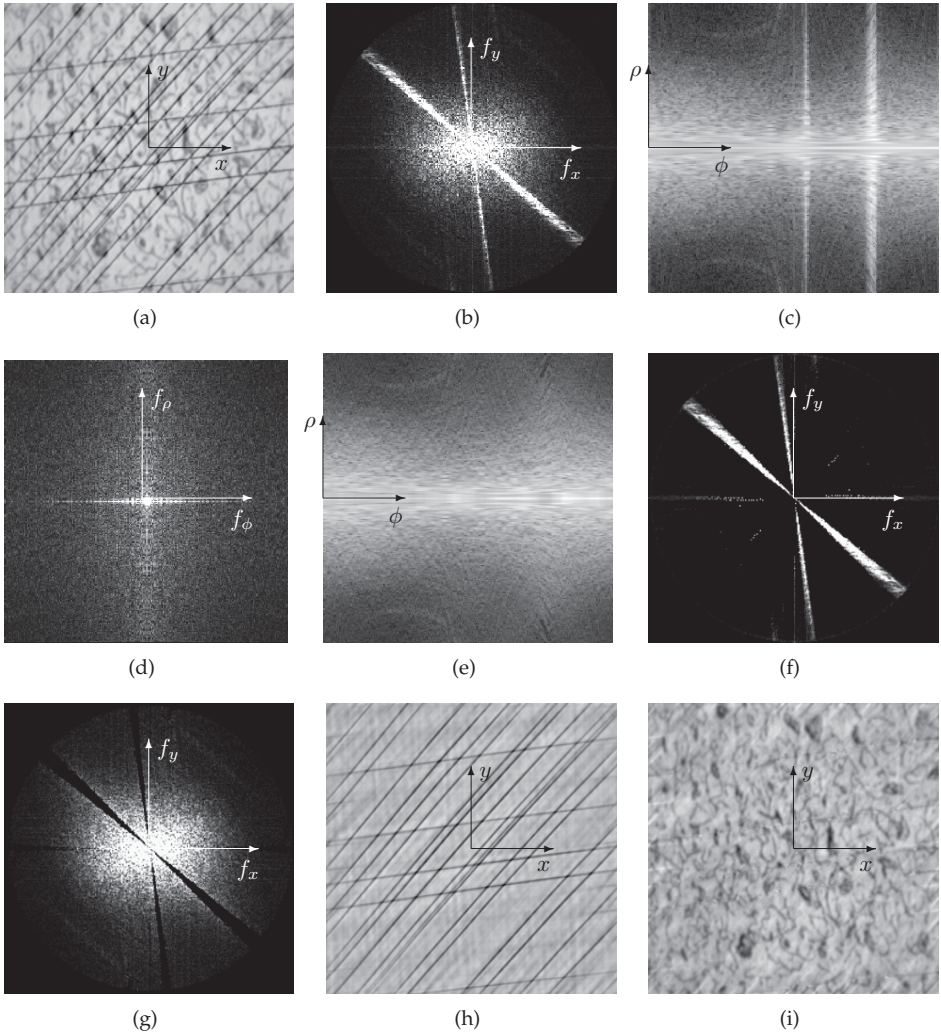 y
x
(a)
f_y
f_x
(b)
ρ
ϕ
(c)
f_ρ
f_ϕ
(d)
ρ
ϕ
(e)
f_y
f_x
(f)
f_y
f_x
(g)
y
x
(h)
y
x
(i)